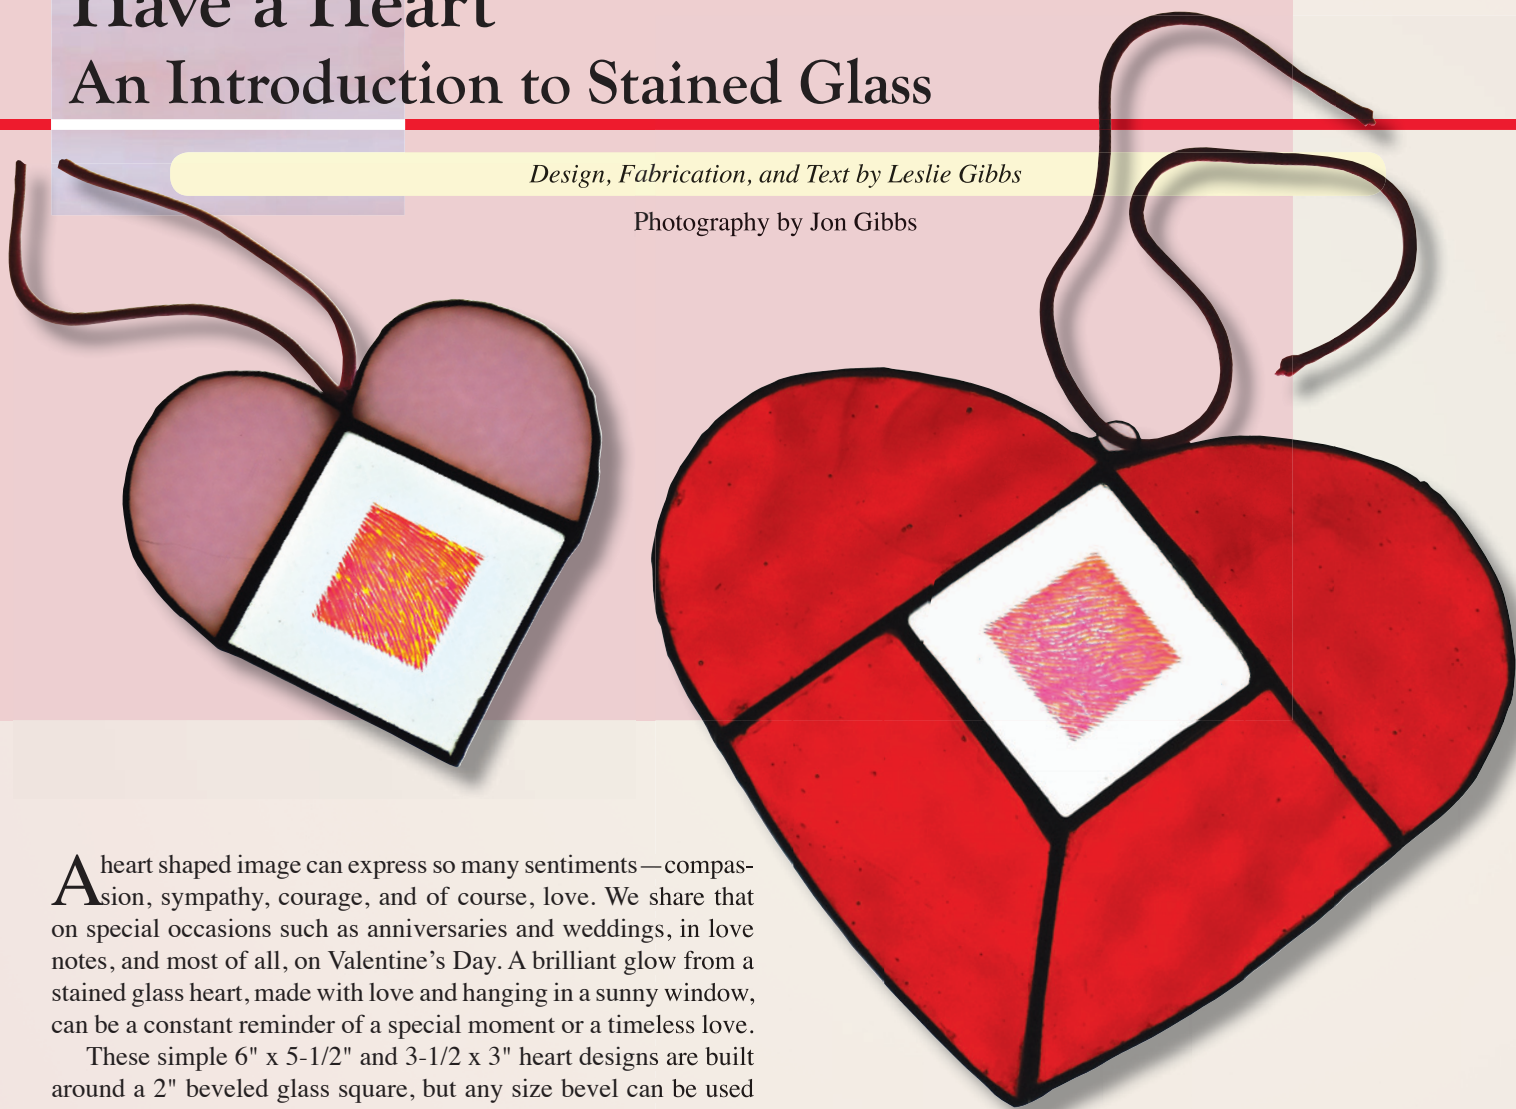 Have a Heart
An Introduction to Stained Glass
Design, Fabrication, and Text by Leslie Gibbs
Photography by Jon Gibbs
A heart shaped image can express so many sentiments—compas-
sion, sympathy, courage, and of course, love. We share that
on special occasions such as anniversaries and weddings, in love
notes, and most of all, on Valentine’s Day. A brilliant glow from a
stained glass heart, made with love and hanging in a sunny window,
can be a constant reminder of a special moment or a timeless love.
These simple 6" x 5-1/2" and 3-1/2 x 3" heart designs are built
around a 2" beveled glass square, but any size bevel can be used